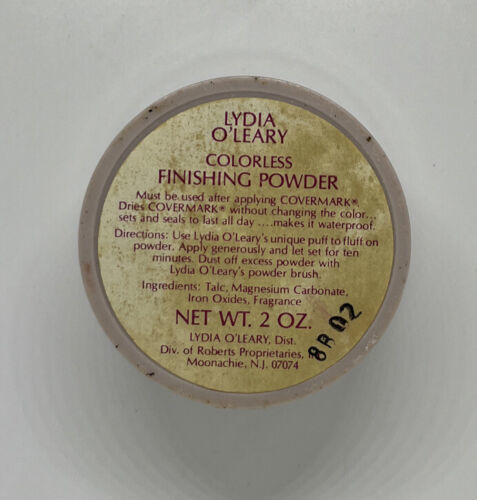 LYDIA
O'LEARY
COLORLESS
FINISHING POWDER
Must be used after applying COVERMARK®.
Dries COVERMARK® without changing the color...
sets and seals to last all day ....makes it waterproof.
Directions: Use Lydia O'Leary's unique puff to fluff on
powder. Apply generously and let set for ten
minutes. Dust off excess powder with
Lydia O'Leary's powder brush.
Ingredients: Talc, Magnesium Carbonate,
Iron Oxides, Fragrance
NET WT. 2 OZ.
LYDIA O'LEARY, Dist.
Div. of Roberts Proprietaries,
Moonachie, N.J. 07074